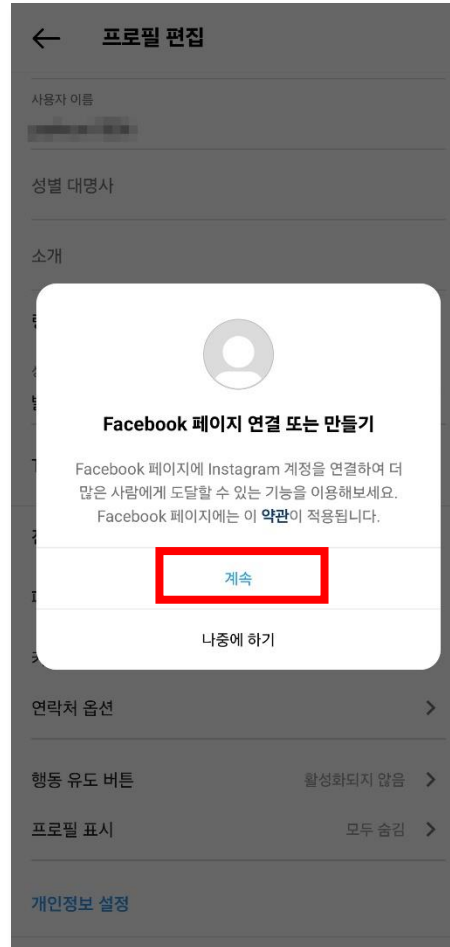 프로필 편집
사용자 이름
성별 대명사
소개
Facebook 페이지 연결 또는 만들기
Facebook 페이지에 Instagram 계정을 연결하여 더
많은 사람에게 도달할 수 있는 기능을 이용해보세요.
Facebook 페이지에는 이 약관이 적용됩니다.
계속
나중에 하기
연락처 옵션
행동 유도 버튼 활성화되지 않음
프로필 표시 모두 숨김
개인정보 설정